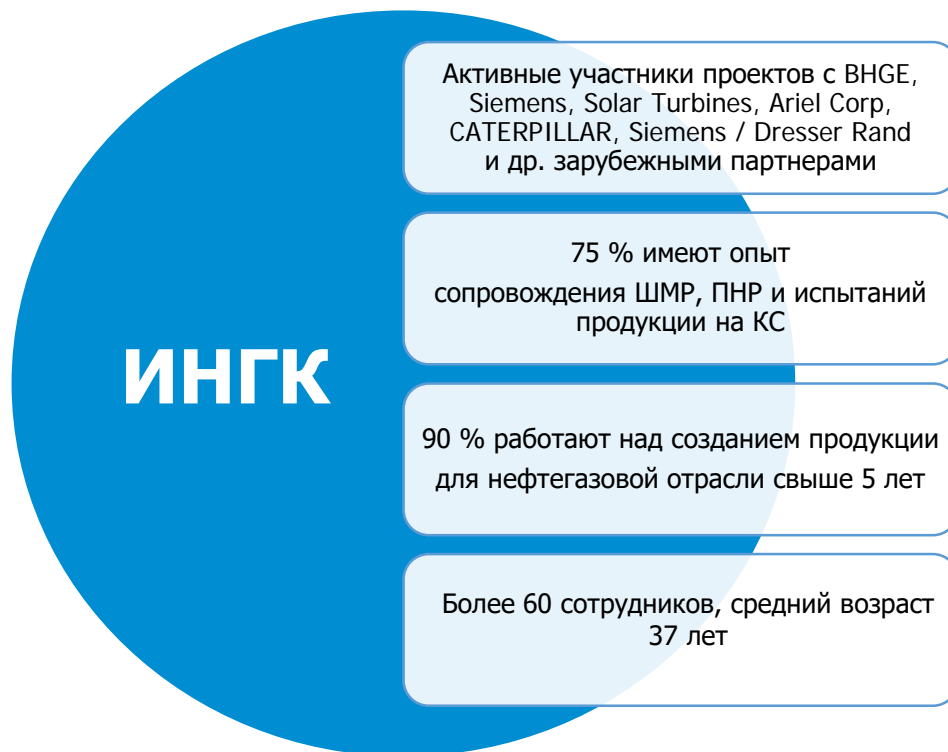 ИНГК
Активные участники проектов с BHGE,
Siemens, Solar Turbines, Ariel Corp,
CATERPILLAR, Siemens / Dresser Rand
и др. зарубежными партнерами
75 % имеют опыт
сопровождения ШМР, ПНР и испытаний
продукции на КС
90 % работают над созданием продукции
для нефтегазовой отрасли свыше 5 лет
Более 60 сотрудников, средний возраст
37 лет